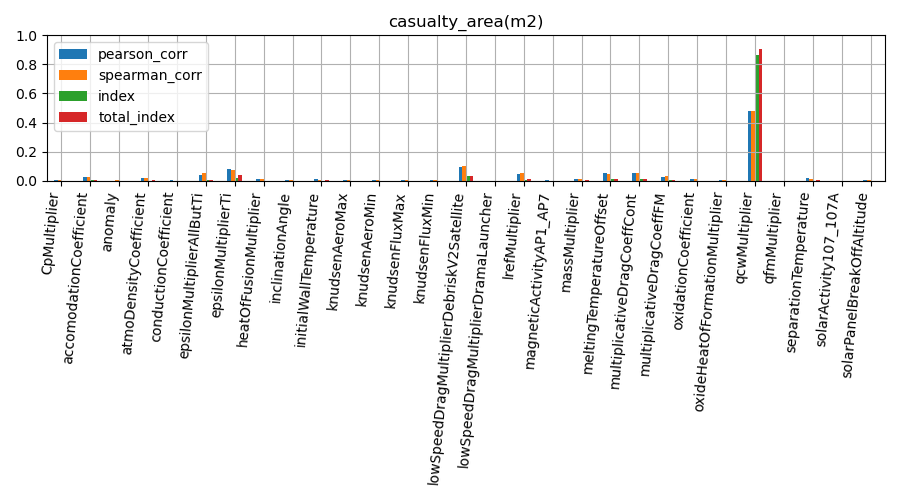 casualty_area(m2)
1.0
0.8
0.6
0.4
0.2
0.0
pearson_corr
spearman_corr
index
total_index
CpMultiplier
accomodationCoefficient
anomaly
atmoDensityCoefficient
conductionCoefficient
epsilonMultiplierAllButTi
epsilonMultiplierTi
heatOfFusionMultiplier
inclinationAngle
initialWallTemperature
knudsenAeroMax
knudsenAeroMin
knudsenFluxMax
knudsenFluxMin
lowSpeedDragMultiplierDebriskV2Satellite
lowSpeedDragMultiplierDramaLauncher
lrefMultiplier
magneticActivityAP1_AP7
massMultiplier
meltingTemperatureOffset
multiplicativeDragCoeffCont
multiplicativeDragCoeffFM
oxidationCoefficient
oxideHeatOfFormationMultiplier
qcwMultiplier
qfmMultiplier
separationTemperature
solarActivity107_107A
solarPanelBreakOffAltitude